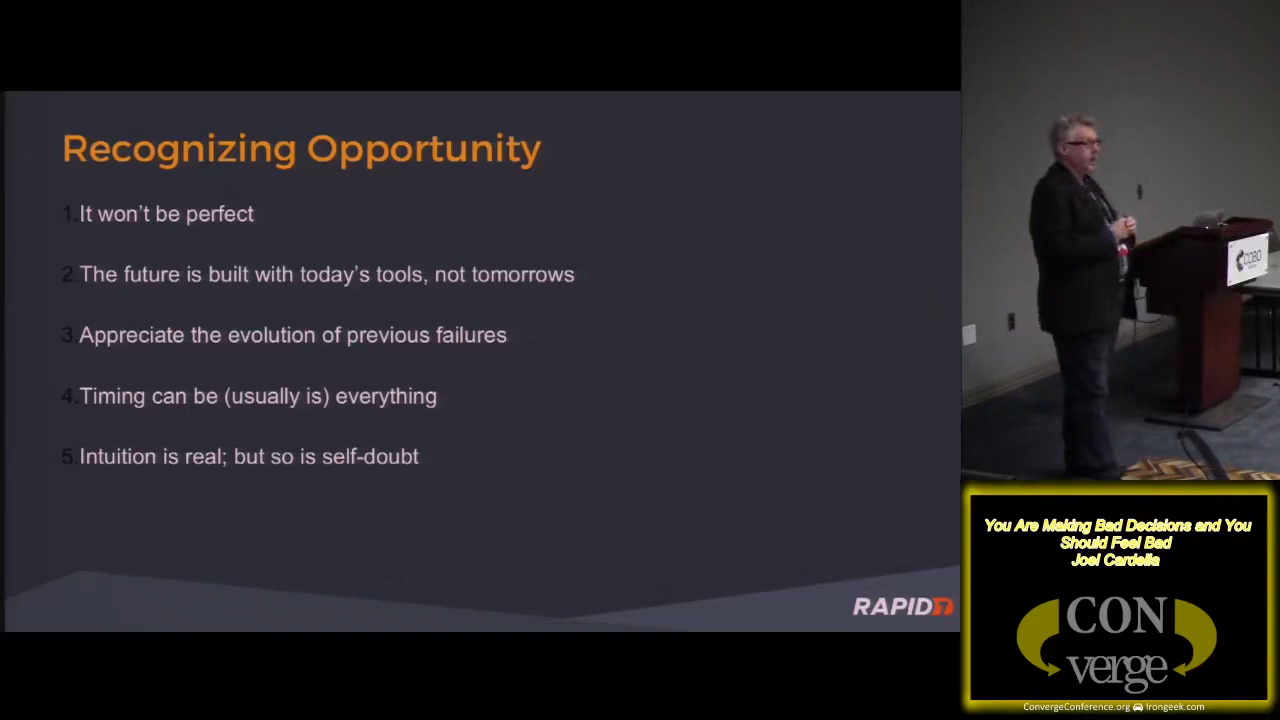 Recognizing Opportunity
1. It won't be perfect
2. The future is built with today's tools, not tomorrows
3. Appreciate the evolution of previous failures
4. Timing can be (usually is) everything
5. Intuition is real; but so is self-doubt
RAPID7
COBO
You Are Making Bad Decisions and You
Should Feel Bad
Joel Cardella
CON
verge
ConvergeConference.org Irongeek.com